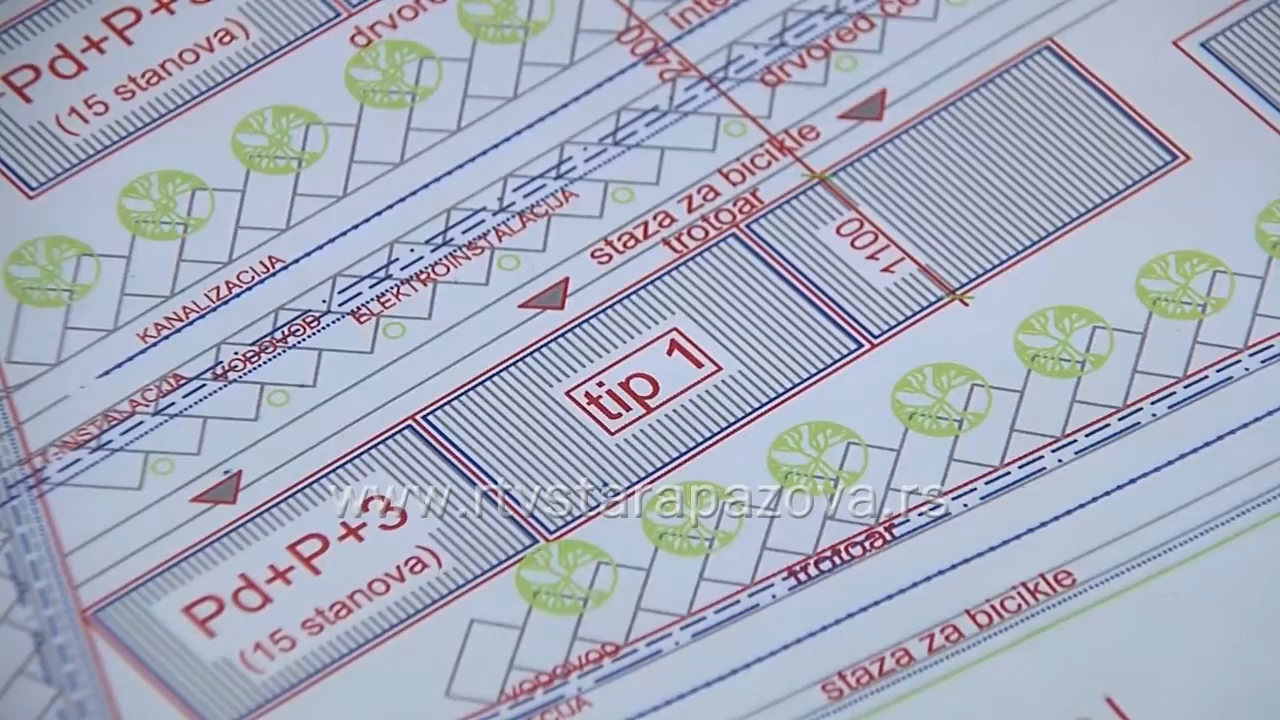 Pd+P+3
(15 stanova)
drvored
2400
drvored
staza za bicikle
trotoar
KANALIZACIJA
VODOVOD
ELEKTROINSTALACIJA
INSTALACIJA
1100
tip 1
Pd+P+3
(15 stanova)
www.rtvstarapazova.rs
trotoar
staza za bicikle
VODOVOD